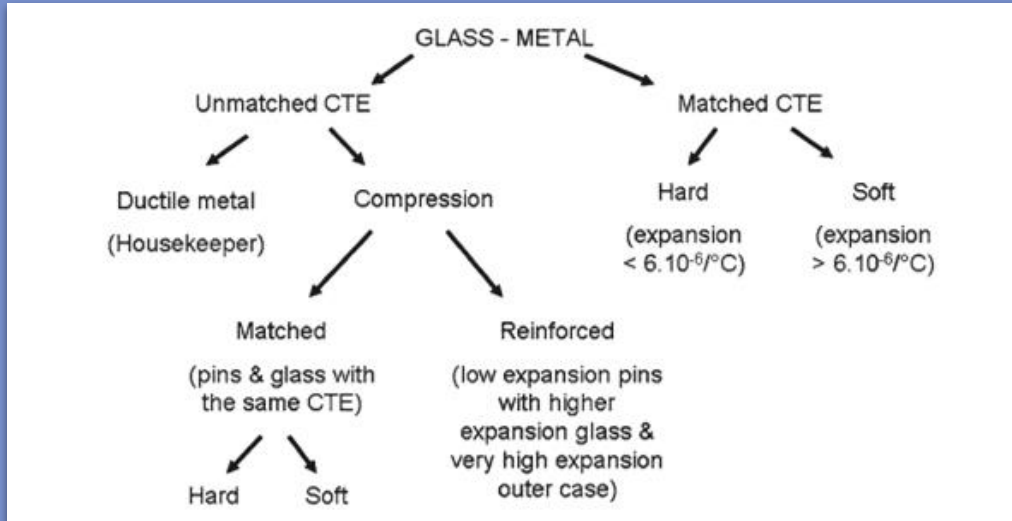 GLASS - METAL
Unmatched CTE
Matched CTE
Ductile metal
(Housekeeper)
Compression
Hard
(expansion
< 6.10⁻⁶/°C)
Soft
(expansion
> 6.10⁻⁶/°C)
Matched
(pins & glass with
the same CTE)
Reinforced
(low expansion pins
with higher
expansion glass &
very high expansion
outer case)
Hard
Soft